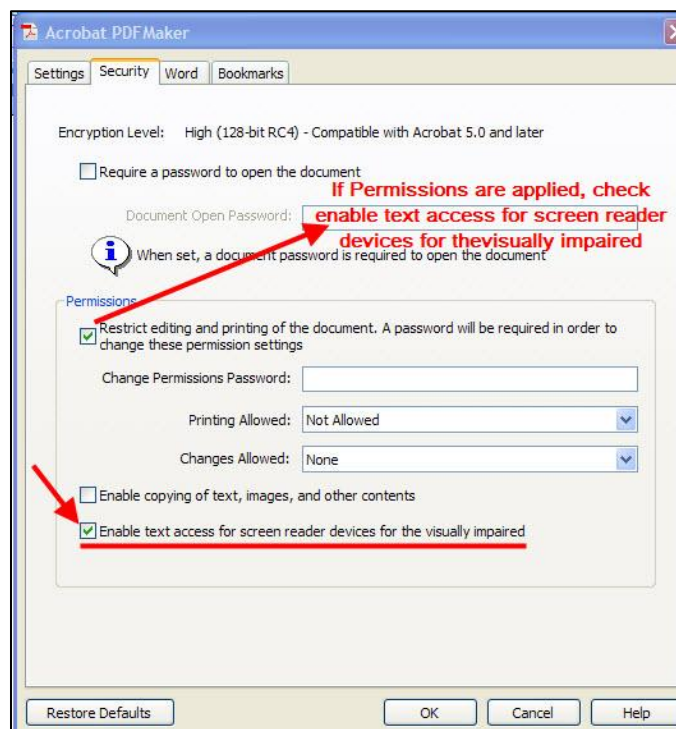 Acrobat PDFMaker
Settings Security Word Bookmarks
Encryption Level: High (128-bit RC4) - Compatible with Acrobat 5.0 and later
Require a password to open the document
If Permissions are applied, check
Document Open Password: enable text access for screen reader
devices for thevisually impaired
When set, a document password is required to open the document
Permissions
Restrict editing and printing of the document. A password will be required in order to
change these permission settings
Change Permissions Password:
Printing Allowed: Not Allowed
Changes Allowed: None
Enable copying of text, images, and other contents
Enable text access for screen reader devices for the visually impaired
Restore Defaults OK Cancel Help